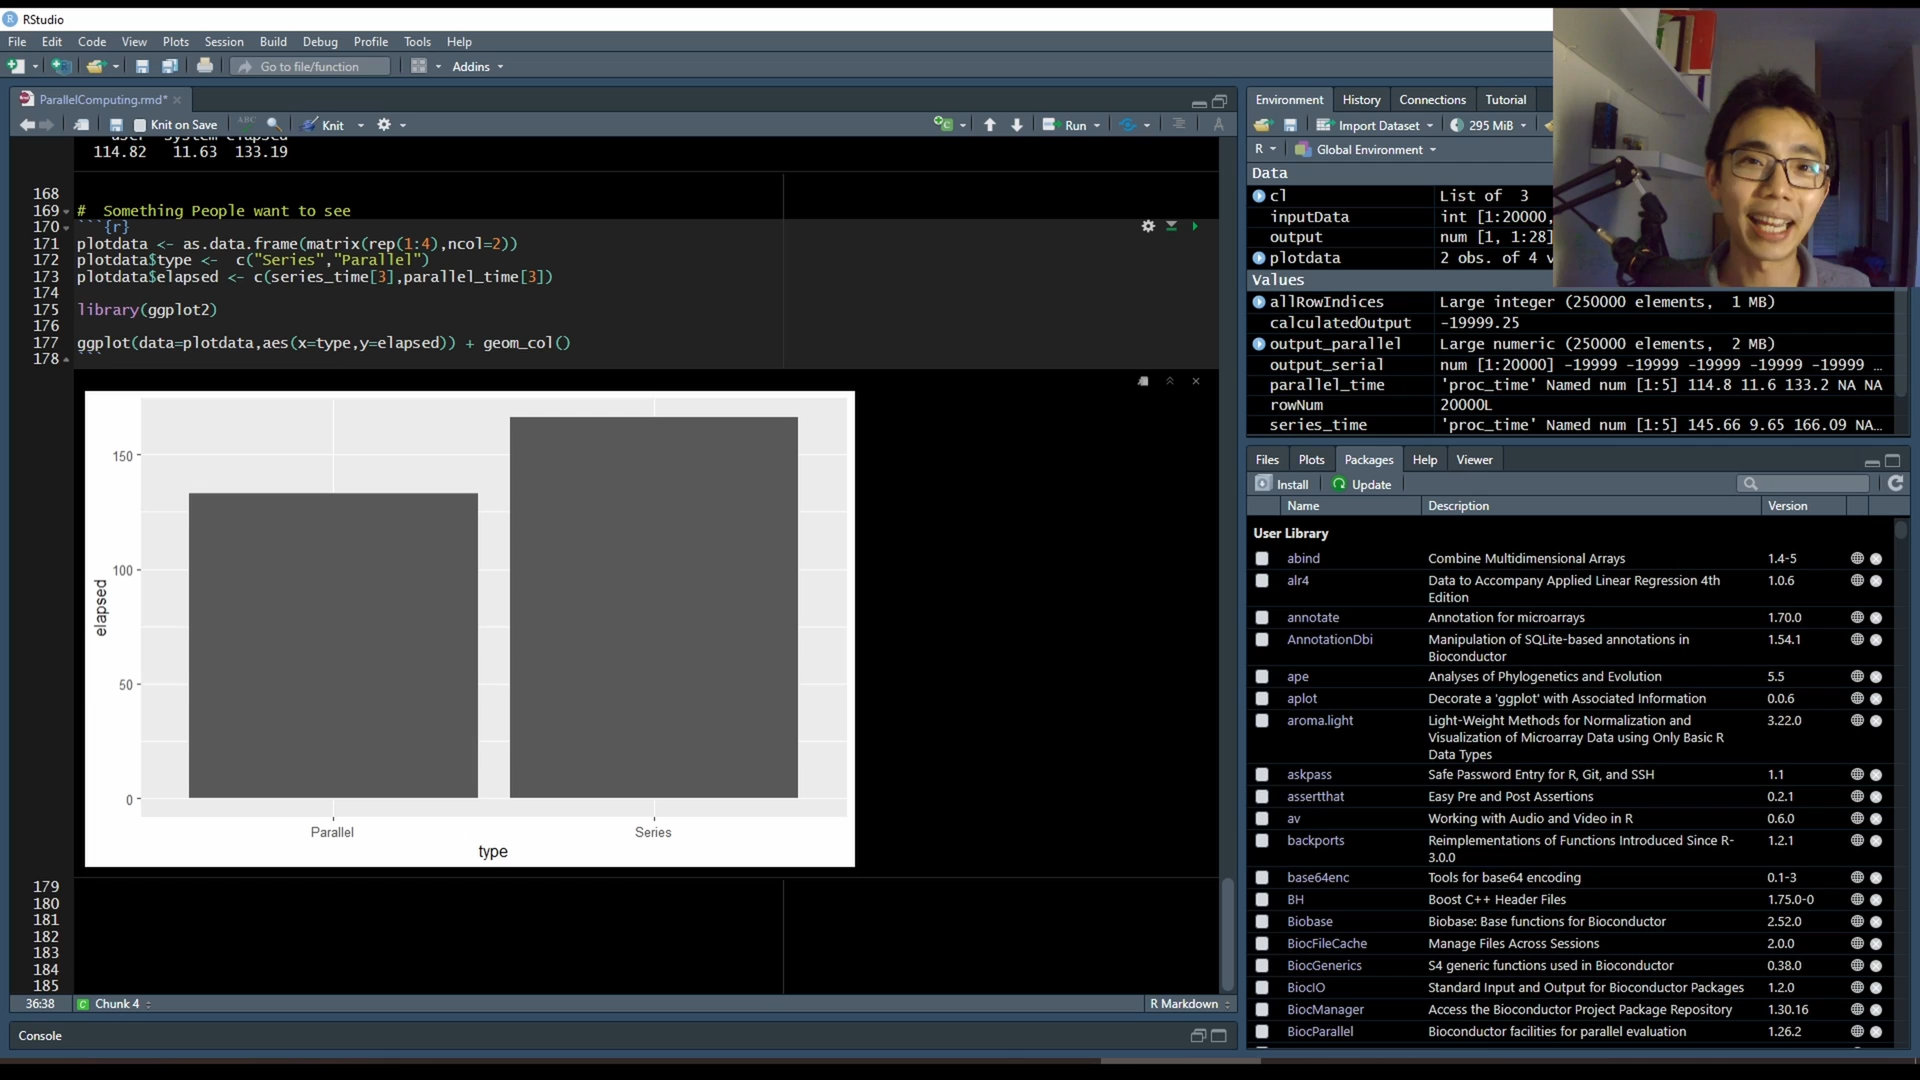 RStudio
File Edit Code View Plots Session Build Debug Profile Tools Help
Go to file/function Addins
ParallelComputing.rmd*
Knit on Save ABC Knit Run
114.82 11.63 133.19
168
169 # Something People want to see
170 ```{r}
171 plotdata <- as.data.frame(matrix(rep(1:4),ncol=2))
172 plotdata$type <- c("Series","Parallel")
173 plotdata$elapsed <- c(series_time[3],parallel_time[3])
174
175 library(ggplot2)
176
177 ggplot(data=plotdata,aes(x=type,y=elapsed)) + geom_col()
178 ```
150
100
50
0
elapsed
Parallel Series
type
179
180
181
182
183
184
185
36:38 Chunk 4 R Markdown
Console
Environment History Connections Tutorial
Import Dataset 295 MiB
R Global Environment
Data
cl List of 3
inputData int [1:20000,
output num [1, 1:28]
plotdata 2 obs. of 4 v
Values
allRowIndices Large integer (250000 elements, 1 MB)
calculatedOutput -19999.25
output_parallel Large numeric (250000 elements, 2 MB)
output_serial num [1:20000] -19999 -19999 -19999 -19999 -19999 …
parallel_time 'proc_time' Named num [1:5] 114.8 11.6 133.2 NA NA
rowNum 20000L
series_time 'proc_time' Named num [1:5] 145.66 9.65 166.09 NA…
Files Plots Packages Help Viewer
Install Update
Name Description Version
User Library
abind Combine Multidimensional Arrays 1.4-5
alr4 Data to Accompany Applied Linear Regression 4th 1.0.6
Edition
annotate Annotation for microarrays 1.70.0
AnnotationDbi Manipulation of SQLite-based annotations in 1.54.1
Bioconductor
ape Analyses of Phylogenetics and Evolution 5.5
aplot Decorate a 'ggplot' with Associated Information 0.0.6
aroma.light Light-Weight Methods for Normalization and 3.22.0
Visualization of Microarray Data using Only Basic R
Data Types
askpass Safe Password Entry for R, Git, and SSH 1.1
assertthat Easy Pre and Post Assertions 0.2.1
av Working with Audio and Video in R 0.6.0
backports Reimplementations of Functions Introduced Since R- 1.2.1
3.0.0
base64enc Tools for base64 encoding 0.1-3
BH Boost C++ Header Files 1.75.0-0
Biobase Biobase: Base functions for Bioconductor 2.52.0
BiocFileCache Manage Files Across Sessions 2.0.0
BiocGenerics S4 generic functions used in Bioconductor 0.38.0
BiocIO Standard Input and Output for Bioconductor Packages 1.2.0
BiocManager Access the Bioconductor Project Package Repository 1.30.16
BiocParallel Bioconductor facilities for parallel evaluation 1.26.2